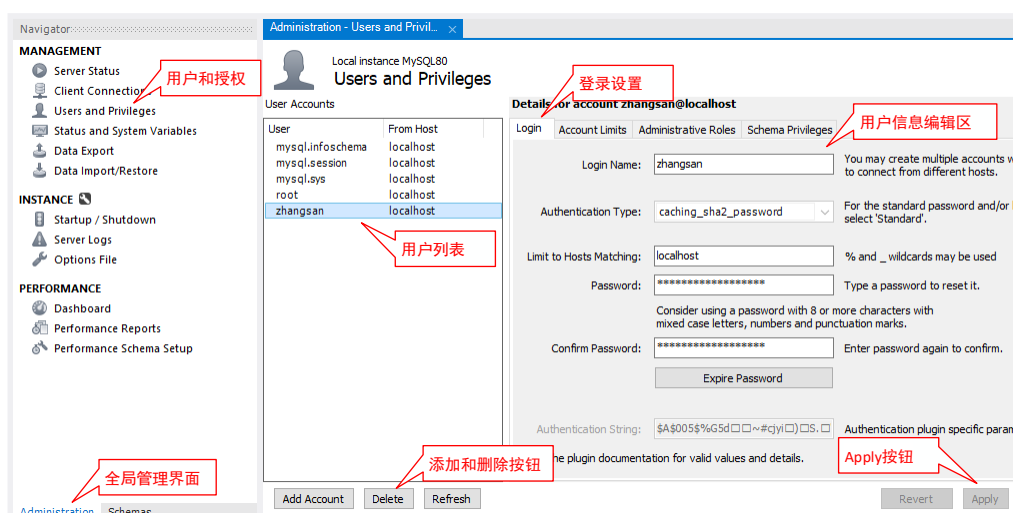 Navigator
MANAGEMENT
Server Status
Client Connections
Users and Privileges
Status and System Variables
Data Export
Data Import/Restore
INSTANCE
Startup / Shutdown
Server Logs
Options File
PERFORMANCE
Dashboard
Performance Reports
Performance Schema Setup
Administration
Schemas
用户和授权
全局管理界面
Administration - Users and Privil...
Local instance MySQL80
Users and Privileges
User Accounts
User From Host
mysql.infoschema localhost
mysql.session localhost
mysql.sys localhost
root localhost
zhangsan localhost
用户列表
添加和删除按钮
Add Account
Delete
Refresh
登录设置
Details for account zhangsan@localhost
Login
Account Limits
Administrative Roles
Schema Privileges
用户信息编辑区
Login Name:
zhangsan
You may create multiple accounts
to connect from different hosts.
Authentication Type:
caching_sha2_password
For the standard password and/or
select 'Standard'.
Limit to Hosts Matching:
localhost
% and _ wildcards may be used
Password:
******************
Type a password to reset it.
Consider using a password with 8 or more characters with
mixed case letters, numbers and punctuation marks.
Confirm Password:
******************
Enter password again to confirm.
Expire Password
Authentication String:
$A$005$%G5d□□~#cjyi□)□S.□
Authentication plugin specific
plugin documentation for valid values and details.
Apply按钮
Revert
Apply